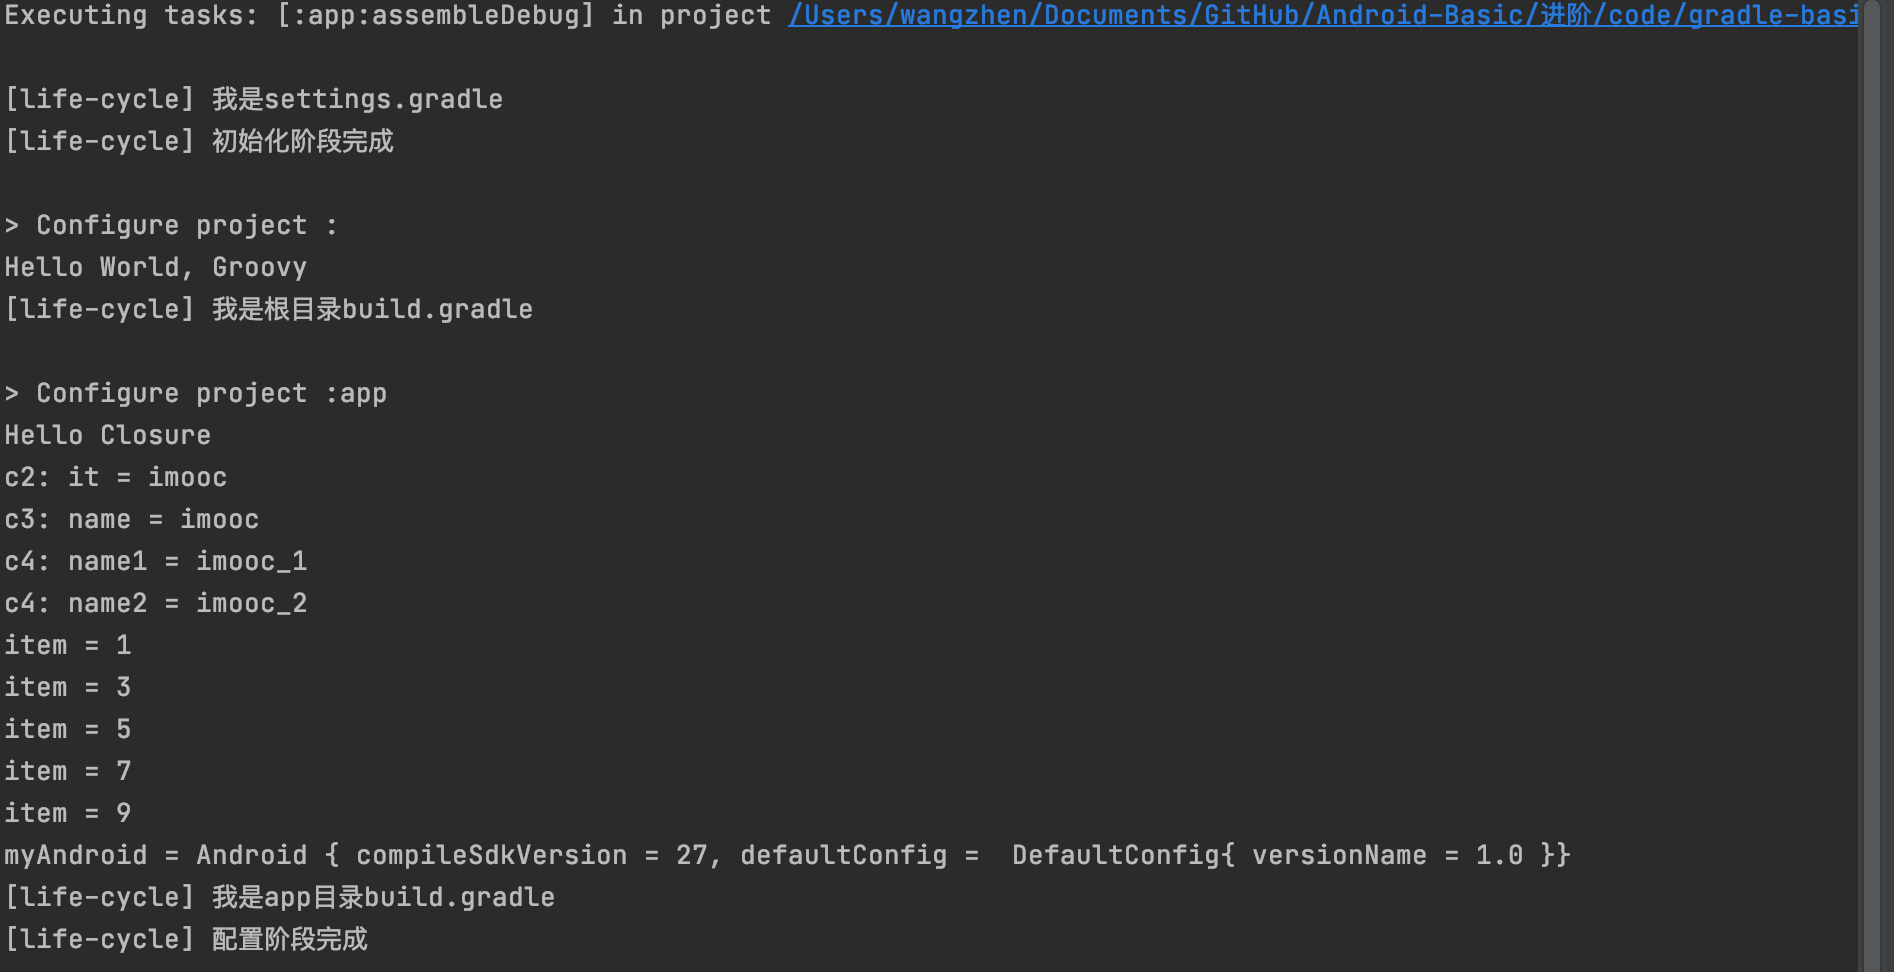 Executing tasks: [:app:assembleDebug] in project /Users/wangzhen/Documents/GitHub/Android-Basic/进阶/code/gradle-basi
[life-cycle] 我是settings.gradle
[life-cycle] 初始化阶段完成
> Configure project :
Hello World, Groovy
[life-cycle] 我是根目录build.gradle
> Configure project :app
Hello Closure
c2: it = imooc
c3: name = imooc
c4: name1 = imooc_1
c4: name2 = imooc_2
item = 1
item = 3
item = 5
item = 7
item = 9
myAndroid = Android { compileSdkVersion = 27, defaultConfig =  DefaultConfig{ versionName = 1.0 }}
[life-cycle] 我是app目录build.gradle
[life-cycle] 配置阶段完成